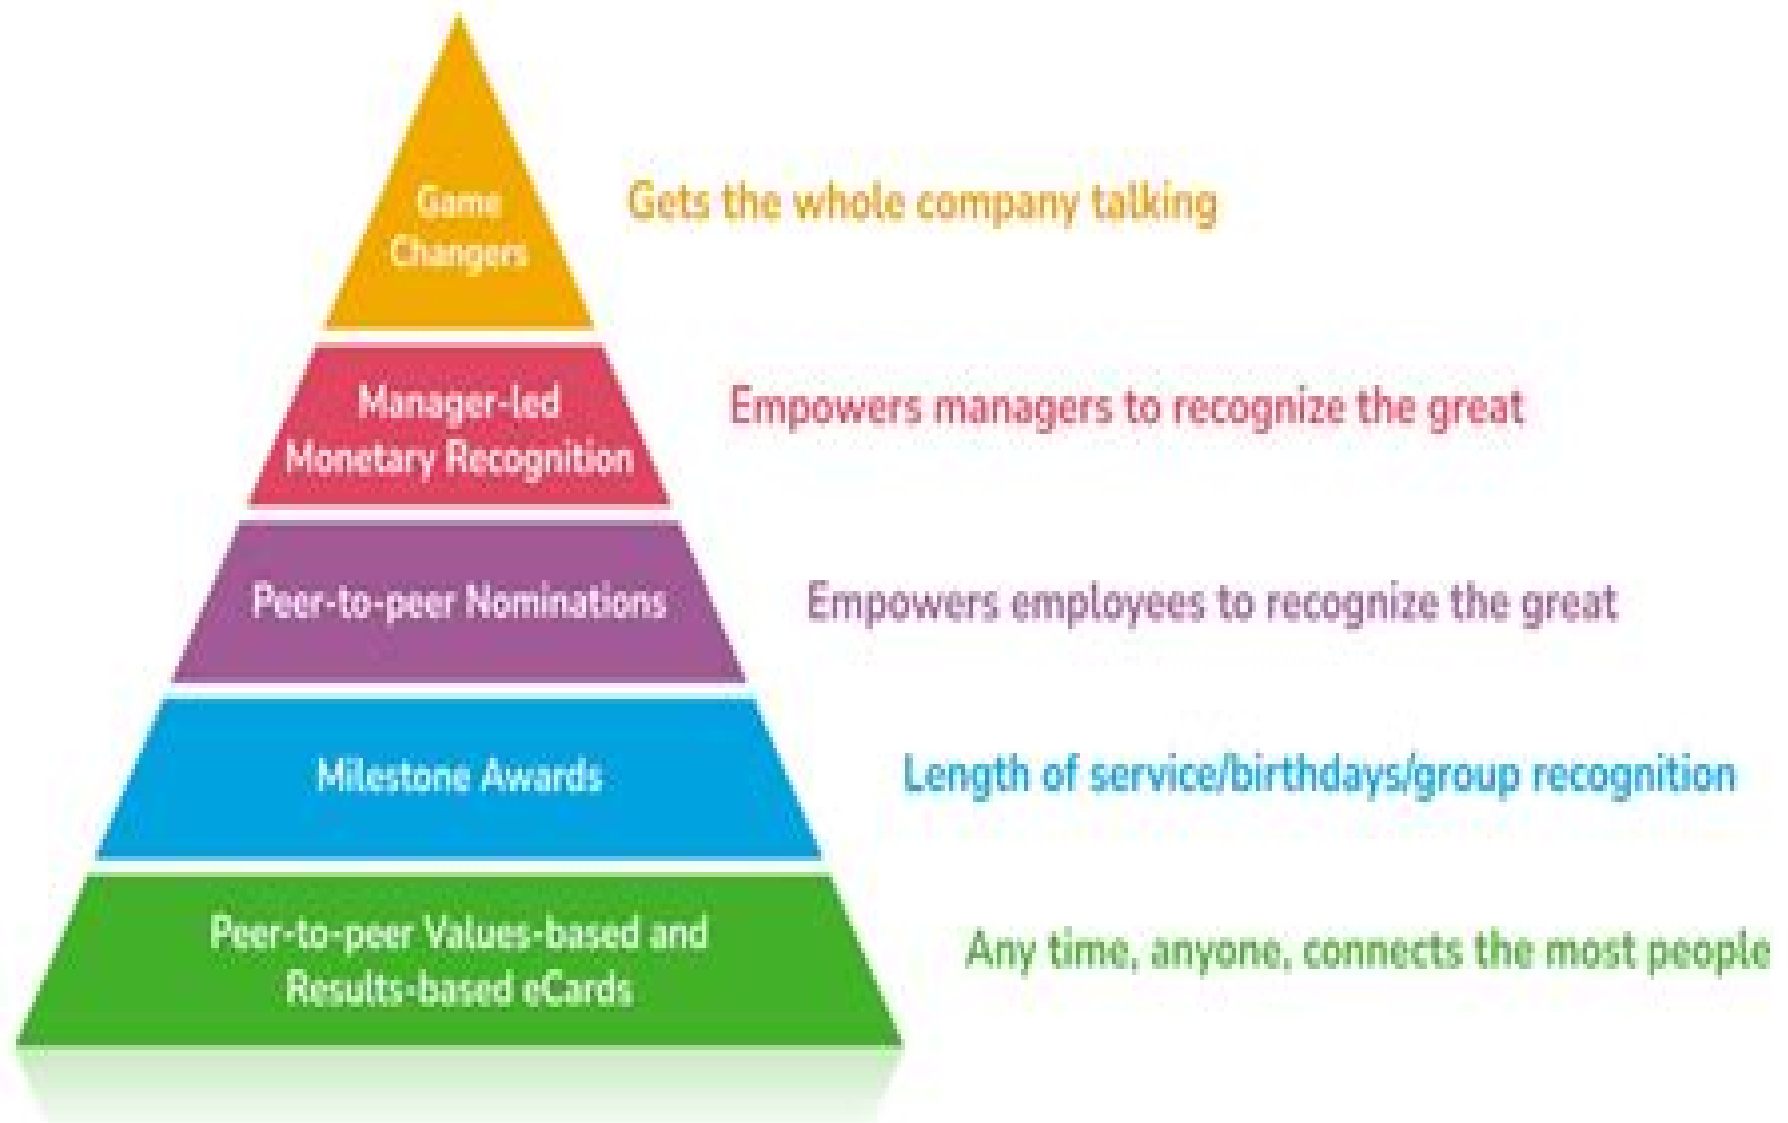 Game
Changers
Gets the whole company talking
Manager-led
Monetary Recognition
Empowers managers to recognize the great
Peer-to-peer Nominations
Empowers employees to recognize the great
Milestone Awards
Length of service/birthdays/group recognition
Peer-to-peer Values-based and
Results-based eCards
Any time, anyone, connects the most people